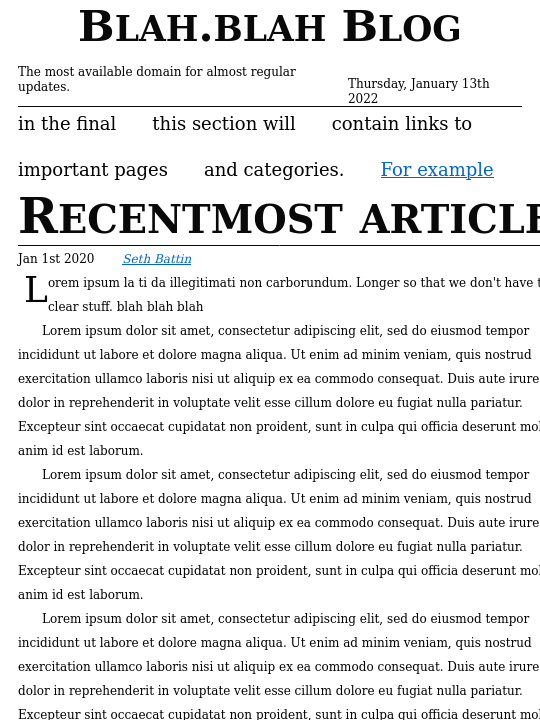 Blah.blah Blog
The most available domain for almost regular
updates.
Thursday, January 13th
2022
in the final this section will contain links to
important pages and categories. For example
Recentmost article
Jan 1st 2020 Seth Battin
Lorem ipsum la ti da illegitimati non carborundum. Longer so that we don't have t
clear stuff. blah blah blah
Lorem ipsum dolor sit amet, consectetur adipiscing elit, sed do eiusmod tempor
incididunt ut labore et dolore magna aliqua. Ut enim ad minim veniam, quis nostrud
exercitation ullamco laboris nisi ut aliquip ex ea commodo consequat. Duis aute irure
dolor in reprehenderit in voluptate velit esse cillum dolore eu fugiat nulla pariatur.
Excepteur sint occaecat cupidatat non proident, sunt in culpa qui officia deserunt mol
anim id est laborum.
Lorem ipsum dolor sit amet, consectetur adipiscing elit, sed do eiusmod tempor
incididunt ut labore et dolore magna aliqua. Ut enim ad minim veniam, quis nostrud
exercitation ullamco laboris nisi ut aliquip ex ea commodo consequat. Duis aute irure
dolor in reprehenderit in voluptate velit esse cillum dolore eu fugiat nulla pariatur.
Excepteur sint occaecat cupidatat non proident, sunt in culpa qui officia deserunt mol
anim id est laborum.
Lorem ipsum dolor sit amet, consectetur adipiscing elit, sed do eiusmod tempor
incididunt ut labore et dolore magna aliqua. Ut enim ad minim veniam, quis nostrud
exercitation ullamco laboris nisi ut aliquip ex ea commodo consequat. Duis aute irure
dolor in reprehenderit in voluptate velit esse cillum dolore eu fugiat nulla pariatur.
Excepteur sint occaecat cupidatat non proident, sunt in culpa qui officia deserunt mol